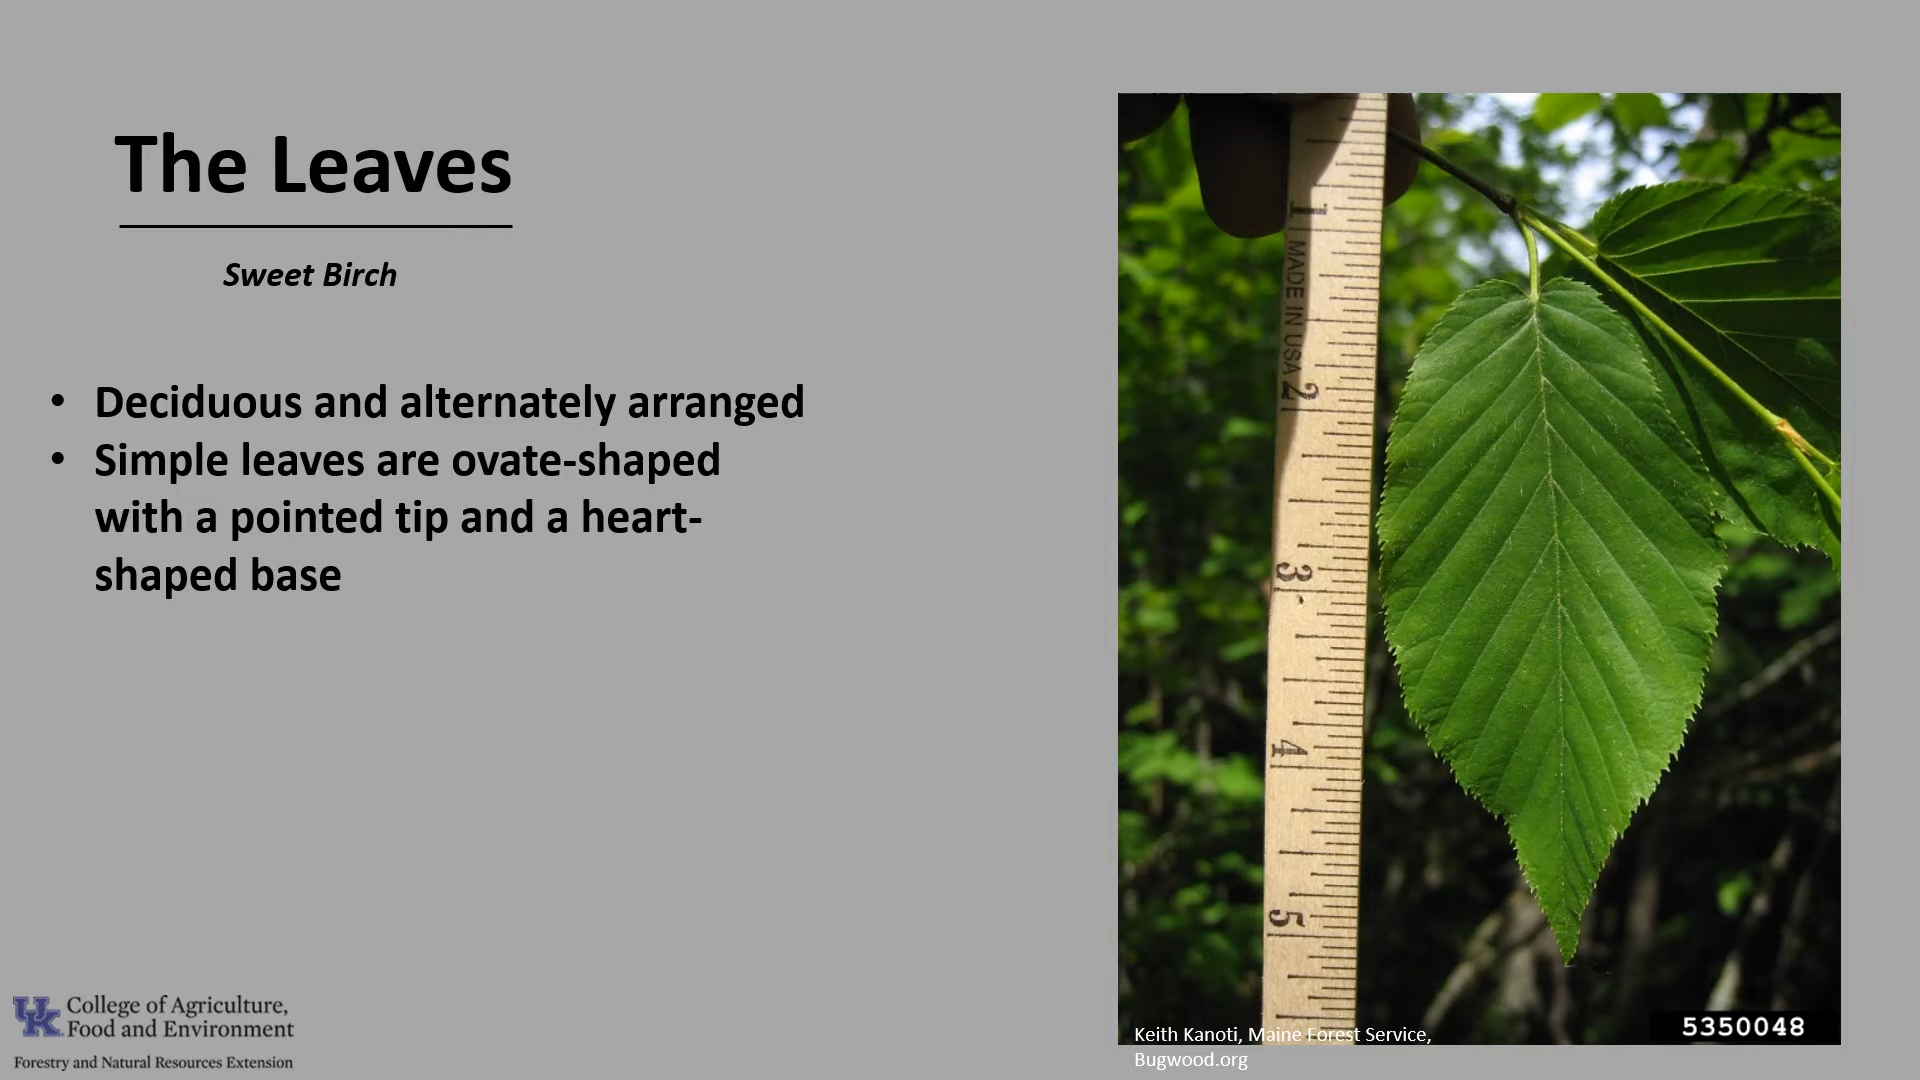 The Leaves
Sweet Birch
• Deciduous and alternately arranged
• Simple leaves are ovate-shaped
with a pointed tip and a heart-
shaped base
1
MADE IN USA
2
3
4
5
Keith Kanoti, Maine Forest Service,
Bugwood.org
5350048
UK
College of Agriculture,
Food and Environment
Forestry and Natural Resources Extension